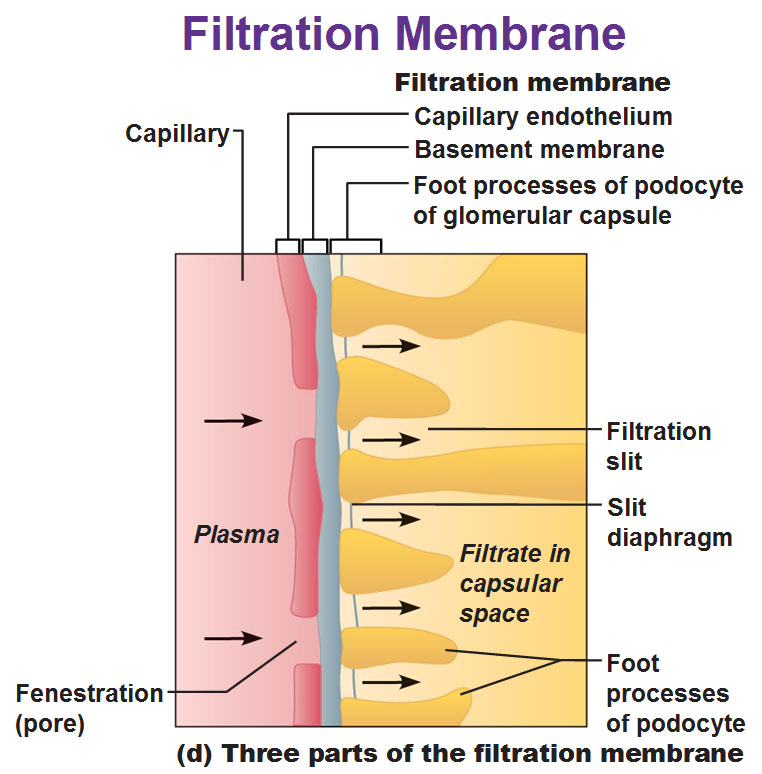 Filtration Membrane
Filtration membrane
Capillary endothelium
Capillary
Basement membrane
Foot processes of podocyte
of glomerular capsule
Filtration
slit
Slit
diaphragm
Plasma
Filtrate in
capsular
space
Foot
processes
of podocyte
Fenestration
(pore)
(d) Three parts of the filtration membrane